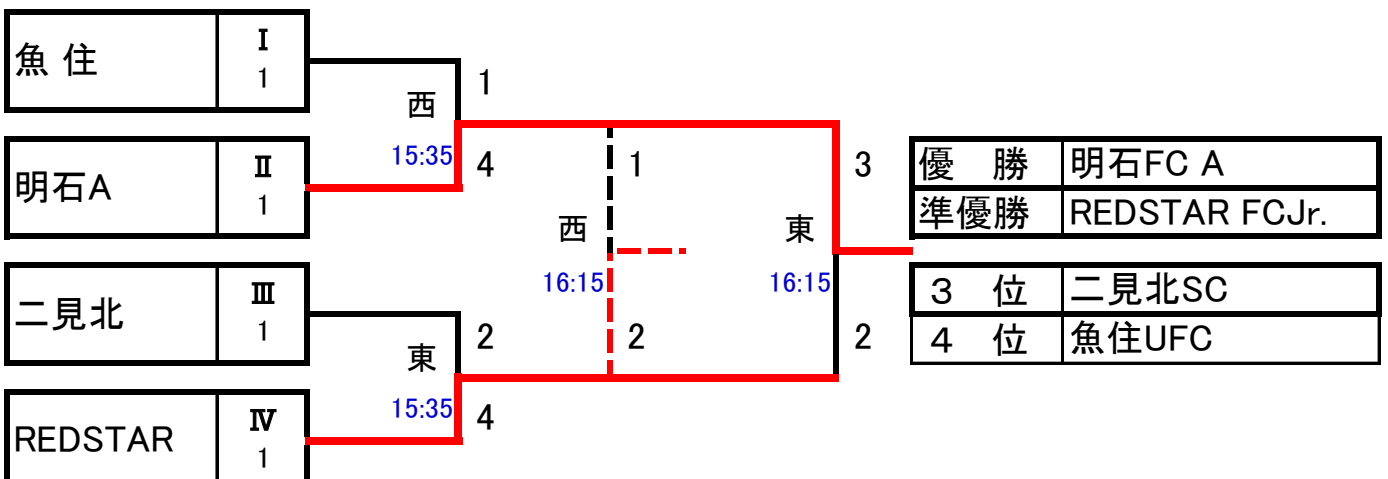 魚 住
Ⅰ
1
明石A
Ⅱ
1
二見北
Ⅲ
1
REDSTAR
Ⅳ
1
西
15:35
1
4
東
15:35
2
4
西
16:15
1
2
東
16:15
3
2
優　勝 明石FC A
準優勝 REDSTAR FCJr.
３　位 二見北SC
４　位 魚住UFC